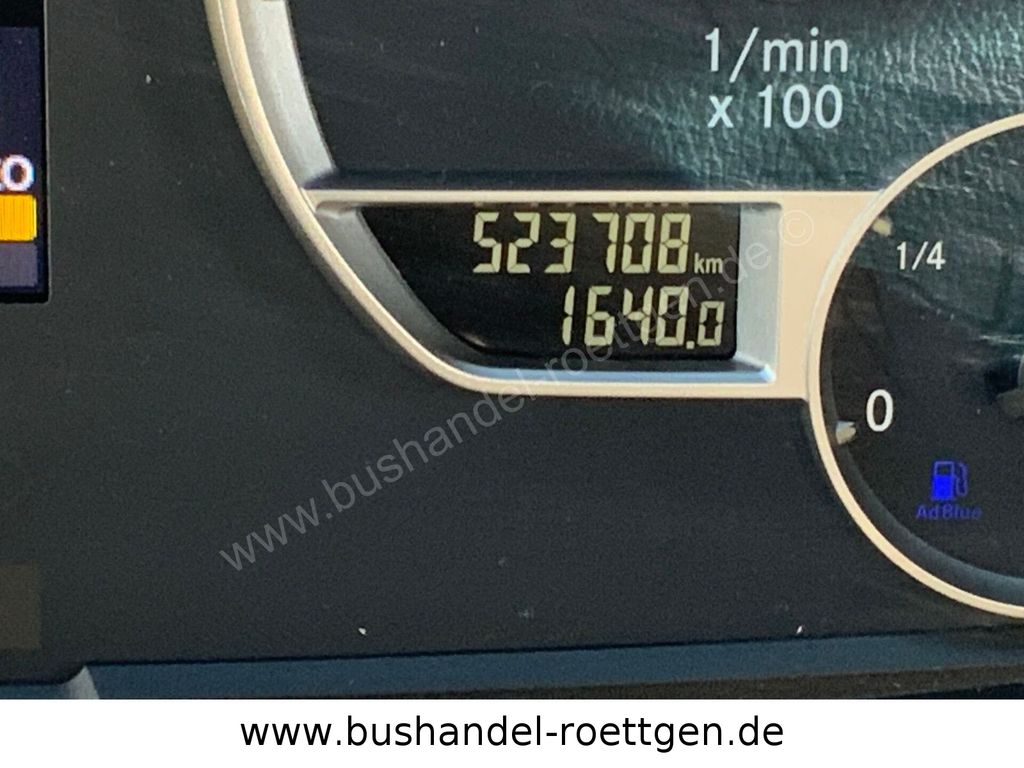 1/min
x 100
523708 km
1640.0
1/4
0
AdBlue
www.bushandel-roettgen.de ©
www.bushandel-roettgen.de